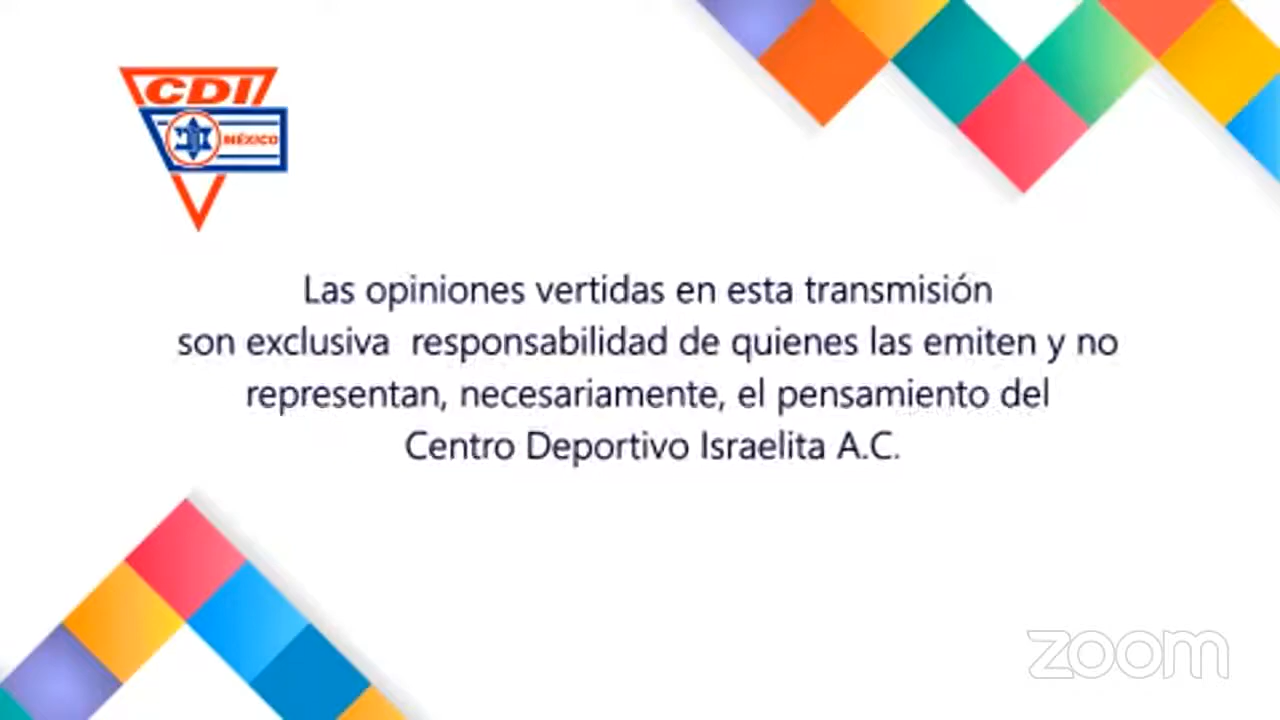 CDI
MÉXICO
Las opiniones vertidas en esta transmisión
son exclusiva  responsabilidad de quienes las emiten y no
representan, necesariamente, el pensamiento del
Centro Deportivo Israelita A.C.
zoom